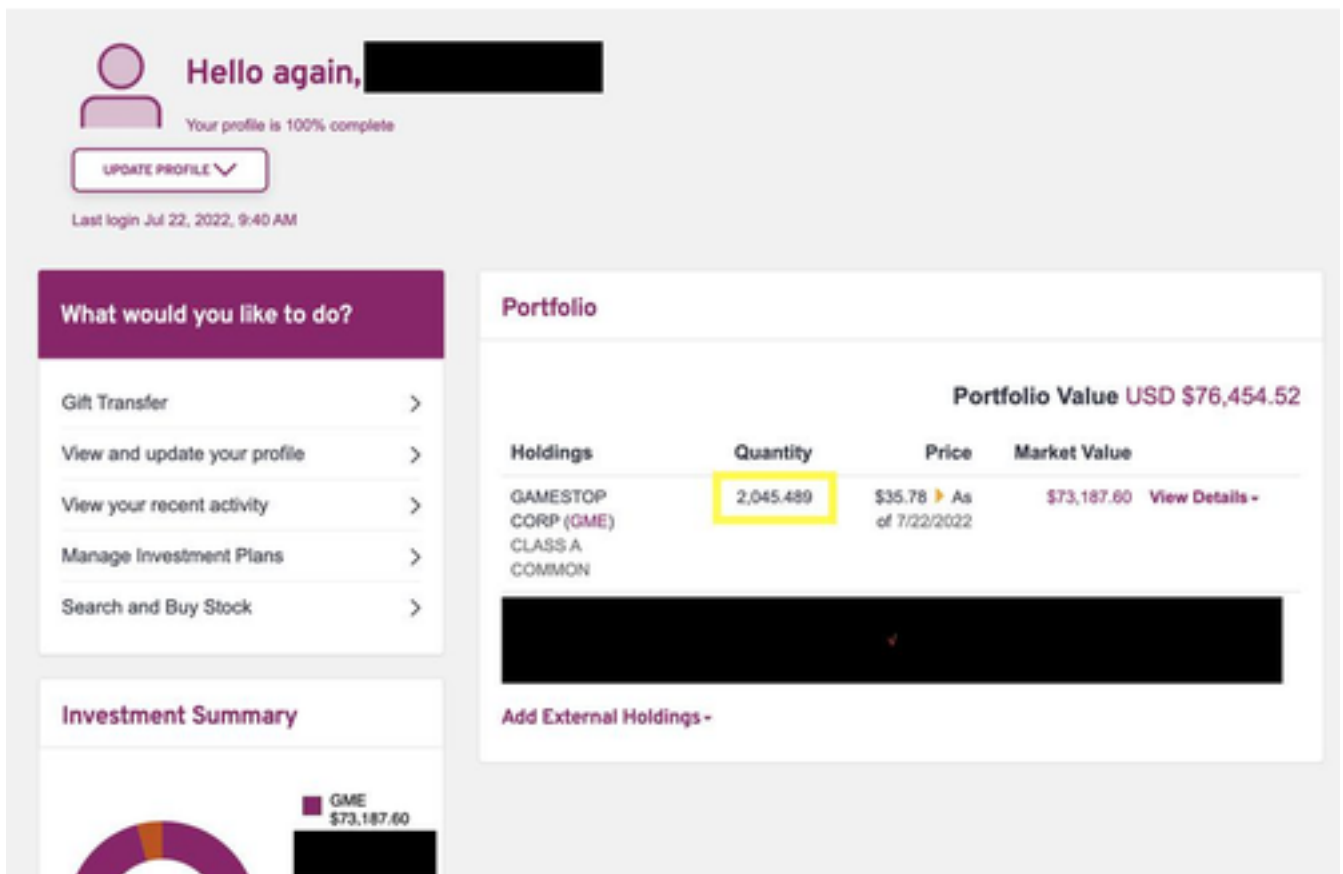 Hello again,
Your profile is 100% complete
UPDATE PROFILE
Last login Jul 22, 2022, 9:40 AM
What would you like to do?
Gift Transfer
View and update your profile
View your recent activity
Manage Investment Plans
Search and Buy Stock
Investment Summary
GME
$73,187.60
Portfolio
Portfolio Value USD $76,454.52
Holdings Quantity Price Market Value
GAMESTOP 2,045.489 $35.78 As $73,187.60 View Details
CORP (GME) of 7/22/2022
CLASS A
COMMON
Add External Holdings